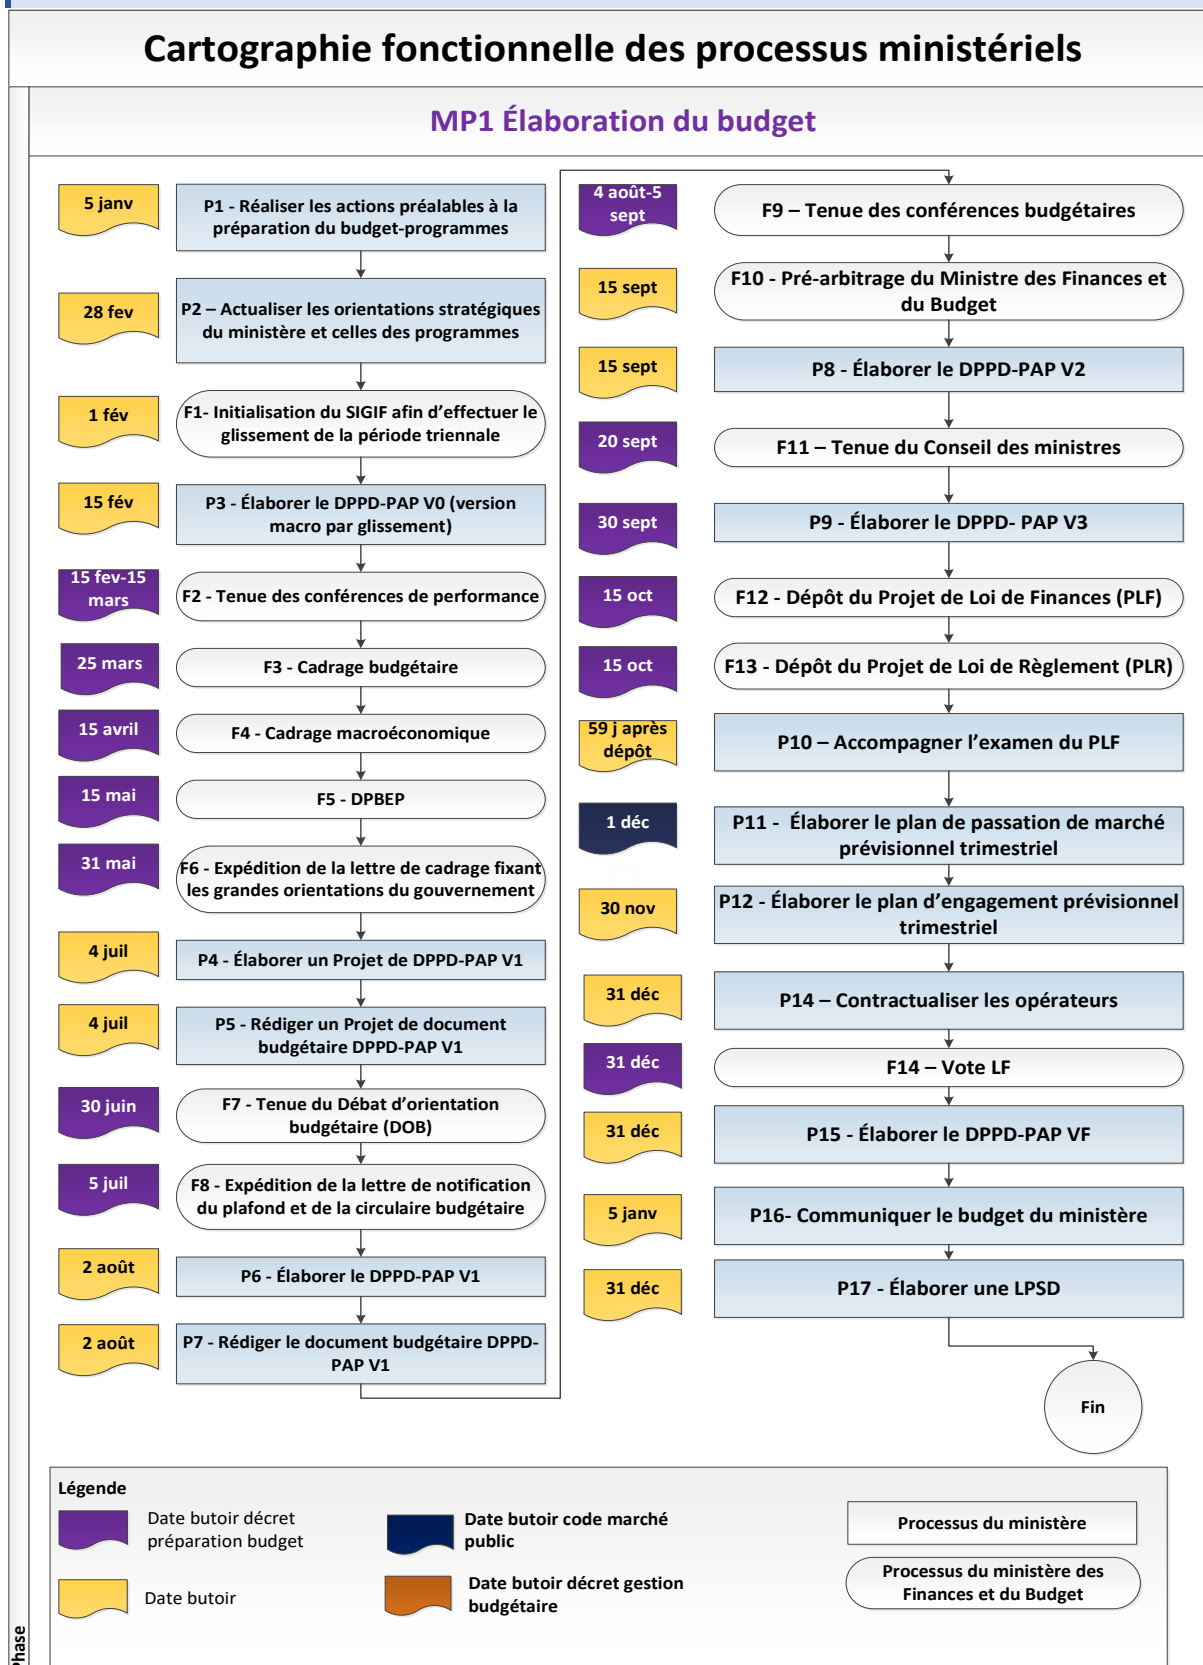 Cartographie fonctionnelle des processus ministériels
MP1 Élaboration du budget
5 janv
P1 - Réaliser les actions préalables à la
préparation du budget-programmes
28 fev
P2 – Actualiser les orientations stratégiques
du ministère et celles des programmes
1 fév
F1- Initialisation du SIGIF afin d’effectuer le
glissement de la période triennale
15 fév
P3 - Élaborer le DPPD-PAP V0 (version
macro par glissement)
15 fev-15
mars
F2 - Tenue des conférences de performance
25 mars
F3 - Cadrage budgétaire
15 avril
F4 - Cadrage macroéconomique
15 mai
F5 - DPBEP
31 mai
F6 - Expédition de la lettre de cadrage fixant
les grandes orientations du gouvernement
4 juil
P4 - Élaborer un Projet de DPPD-PAP V1
4 juil
P5 - Rédiger un Projet de document
budgétaire DPPD-PAP V1
30 juin
F7 - Tenue du Débat d’orientation
budgétaire (DOB)
5 juil
F8 - Expédition de la lettre de notification
du plafond et de la circulaire budgétaire
2 août
P6 - Élaborer le DPPD-PAP V1
2 août
P7 - Rédiger le document budgétaire DPPD-
PAP V1
4 août-5
sept
F9 – Tenue des conférences budgétaires
15 sept
F10 - Pré-arbitrage du Ministre des Finances et
du Budget
15 sept
P8 - Élaborer le DPPD-PAP V2
20 sept
F11 – Tenue du Conseil des ministres
30 sept
P9 - Élaborer le DPPD- PAP V3
15 oct
F12 - Dépôt du Projet de Loi de Finances (PLF)
15 oct
F13 - Dépôt du Projet de Loi de Règlement (PLR)
59 j après
dépôt
P10 – Accompagner l’examen du PLF
1 déc
P11 - Élaborer le plan de passation de marché
prévisionnel trimestriel
30 nov
P12 - Élaborer le plan d’engagement prévisionnel
trimestriel
31 déc
P14 – Contractualiser les opérateurs
31 déc
F14 – Vote LF
31 déc
P15 - Élaborer le DPPD-PAP VF
5 janv
P16- Communiquer le budget du ministère
31 déc
P17 - Élaborer une LPSD
Fin
Légende
Date butoir décret
préparation budget
Date butoir
Date butoir code marché
public
Date butoir décret gestion
budgétaire
Processus du ministère
Processus du ministère des
Finances et du Budget
Phase